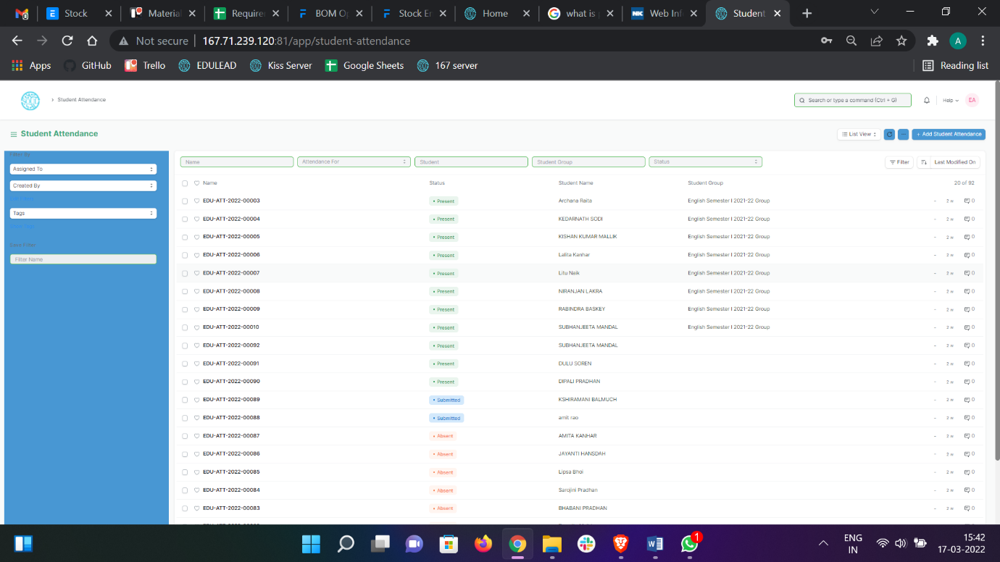 Stock
Material
Requirer
BOM Op
Stock En
Home
what is
Web Inf
Student
Not secure
167.71.239.120:81/app/student-attendance
A
Apps
GitHub
Trello
EDULEAD
Kiss Server
Google Sheets
167 server
Reading list
Student Attendance
Search or type a command (Ctrl + G)
Help
EA
Student Attendance
List View
+ Add Student Attendance
Filter By
Assigned To
Created By
Tags
Save Filter
Filter Name
Name
Attendance For
Student
Student Group
Status
Filter
Last Modified On
Name Status Student Name Student Group 20 of 92
EDU-ATT-2022-00003 Present Archana Raita English Semester I 2021-22 Group - 2 w 0
EDU-ATT-2022-00004 Present KEDARNATH SODI English Semester I 2021-22 Group - 2 w 0
EDU-ATT-2022-00005 Present KISHAN KUMAR MALLIK English Semester I 2021-22 Group - 2 w 0
EDU-ATT-2022-00006 Present Lalita Kanhar English Semester I 2021-22 Group - 2 w 0
EDU-ATT-2022-00007 Present Litu Naik English Semester I 2021-22 Group - 2 w 0
EDU-ATT-2022-00008 Present NIRANJAN LAKRA English Semester I 2021-22 Group - 2 w 0
EDU-ATT-2022-00009 Present RABINDRA BASKEY English Semester I 2021-22 Group - 2 w 0
EDU-ATT-2022-00010 Present SUBHANJEETA MANDAL English Semester I 2021-22 Group - 2 w 0
EDU-ATT-2022-00092 Present SUBHANJEETA MANDAL - 2 w 0
EDU-ATT-2022-00091 Present DULU SOREN - 2 w 0
EDU-ATT-2022-00090 Present DIPALI PRADHAN - 2 w 0
EDU-ATT-2022-00089 Submitted KSHIRAMANI BALMUCH - 2 w 0
EDU-ATT-2022-00088 Submitted amit rao - 2 w 0
EDU-ATT-2022-00087 Absent AMITA KANHAR - 2 w 0
EDU-ATT-2022-00086 Absent JAYANTI HANSDAH - 2 w 0
EDU-ATT-2022-00085 Absent Lipsa Bhoi - 2 w 0
EDU-ATT-2022-00084 Absent Sarojini Pradhan - 2 w 0
EDU-ATT-2022-00083 Absent BHABANI PRADHAN - 2 w 0
1
ENG
IN
15:42
17-03-2022